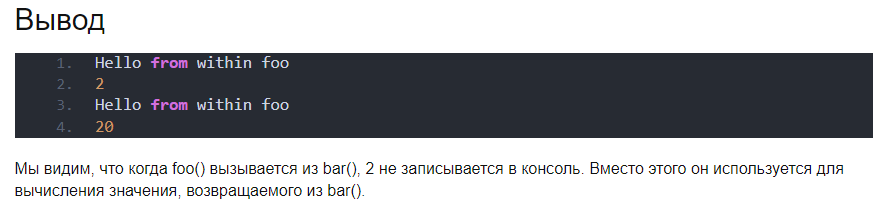 Вывод
1. Hello from within foo
2. 2
3. Hello from within foo
4. 20
Мы видим, что когда foo() вызывается из bar(), 2 не записывается в консоль. Вместо этого он используется для
вычисления значения, возвращаемого из bar().